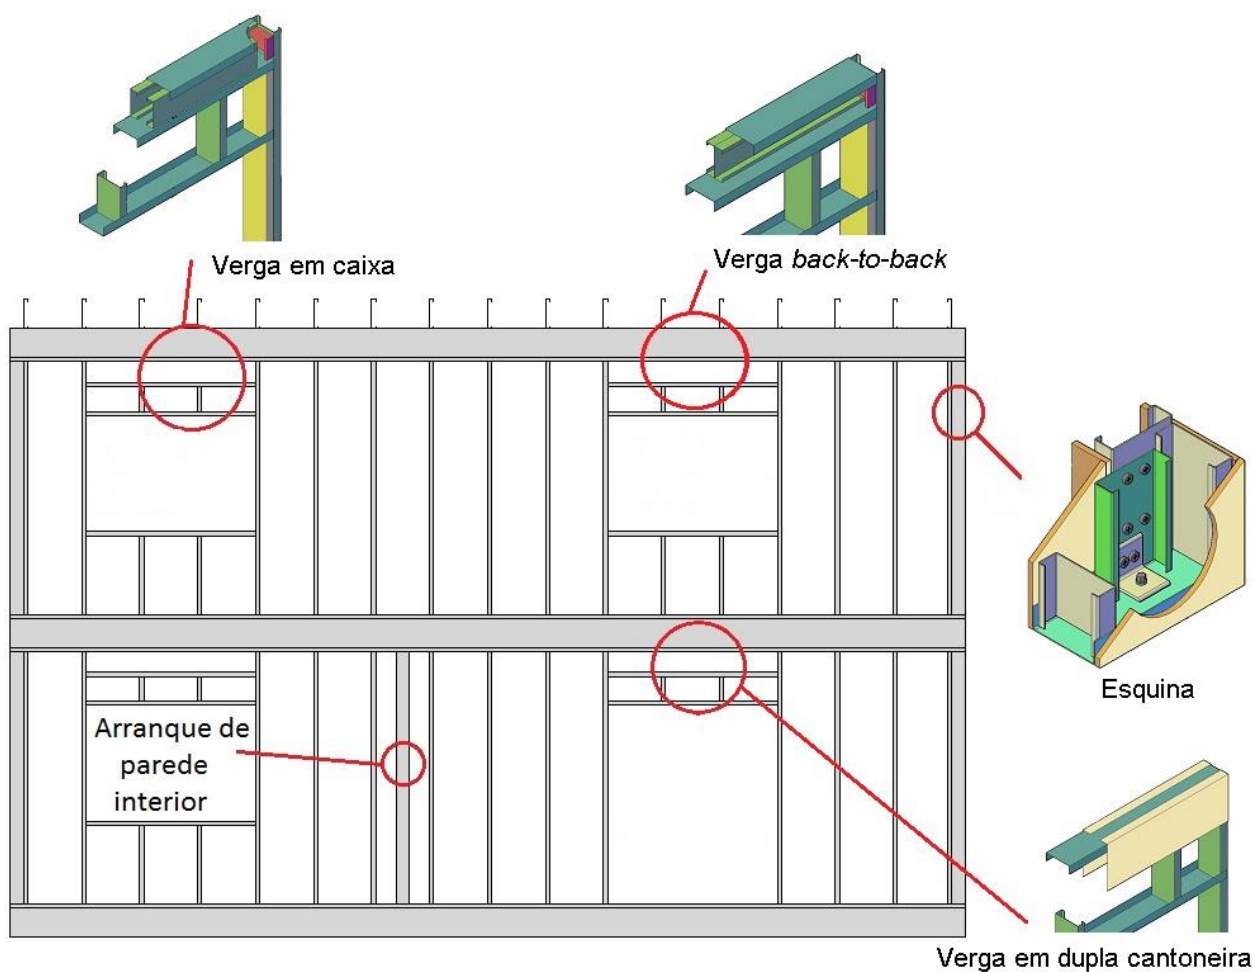 Verga em caixa
Verga back-to-back
Esquina
Arranque de
parede
interior
Verga em dupla cantoneira